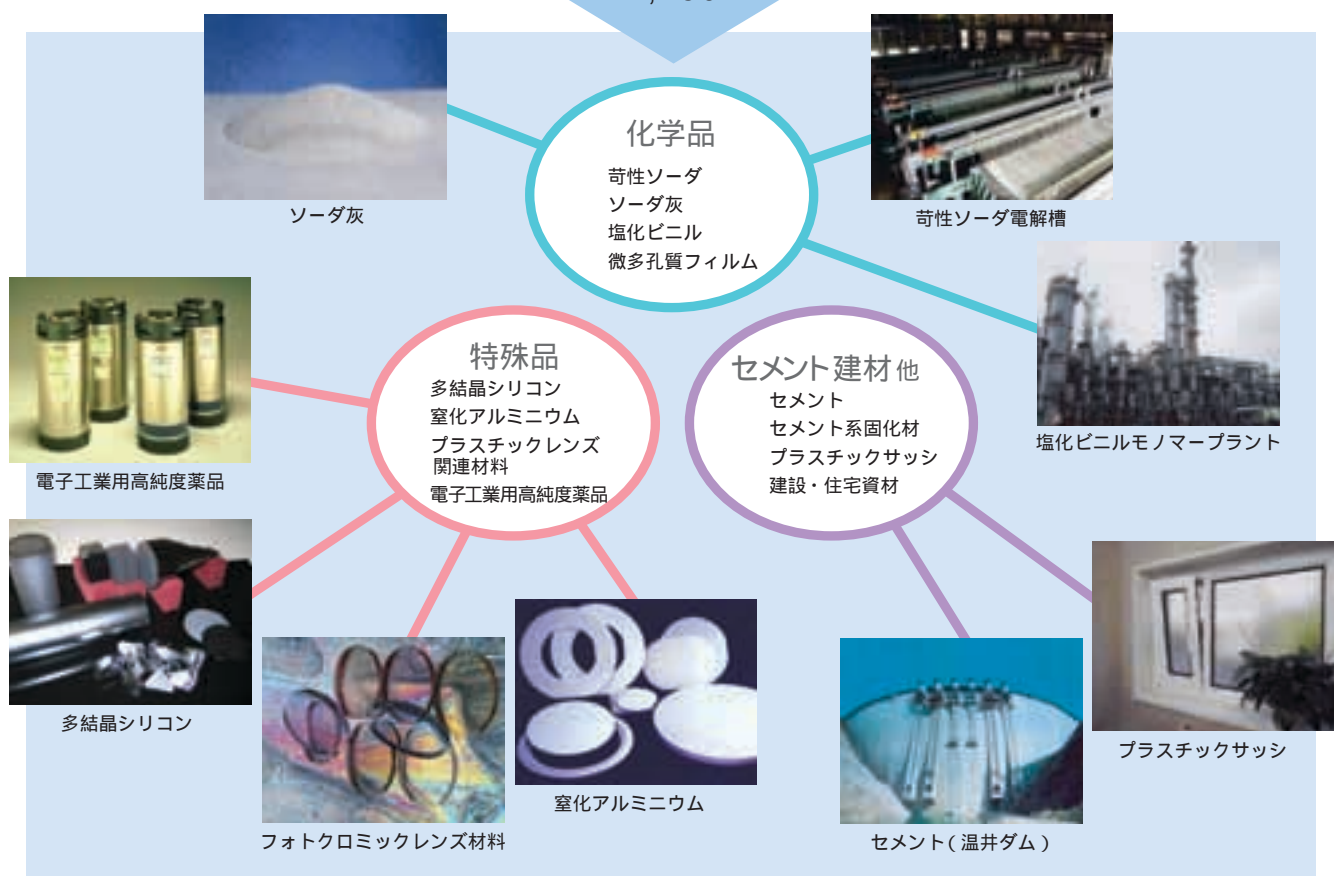 化学品
苛性ソーダ
ソーダ灰
塩化ビニル
微多孔質フィルム
ソーダ灰
苛性ソーダ電解槽
塩化ビニルモノマープラント
特殊品
多結晶シリコン
窒化アルミニウム
プラスチックレンズ
関連材料
電子工業用高純度薬品
セメント建材他
セメント
セメント系固化材
プラスチックサッシ
建設・住宅資材
電子工業用高純度薬品
多結晶シリコン
フォトクロミックレンズ材料
窒化アルミニウム
セメント(温井ダム)
プラスチックサッシ